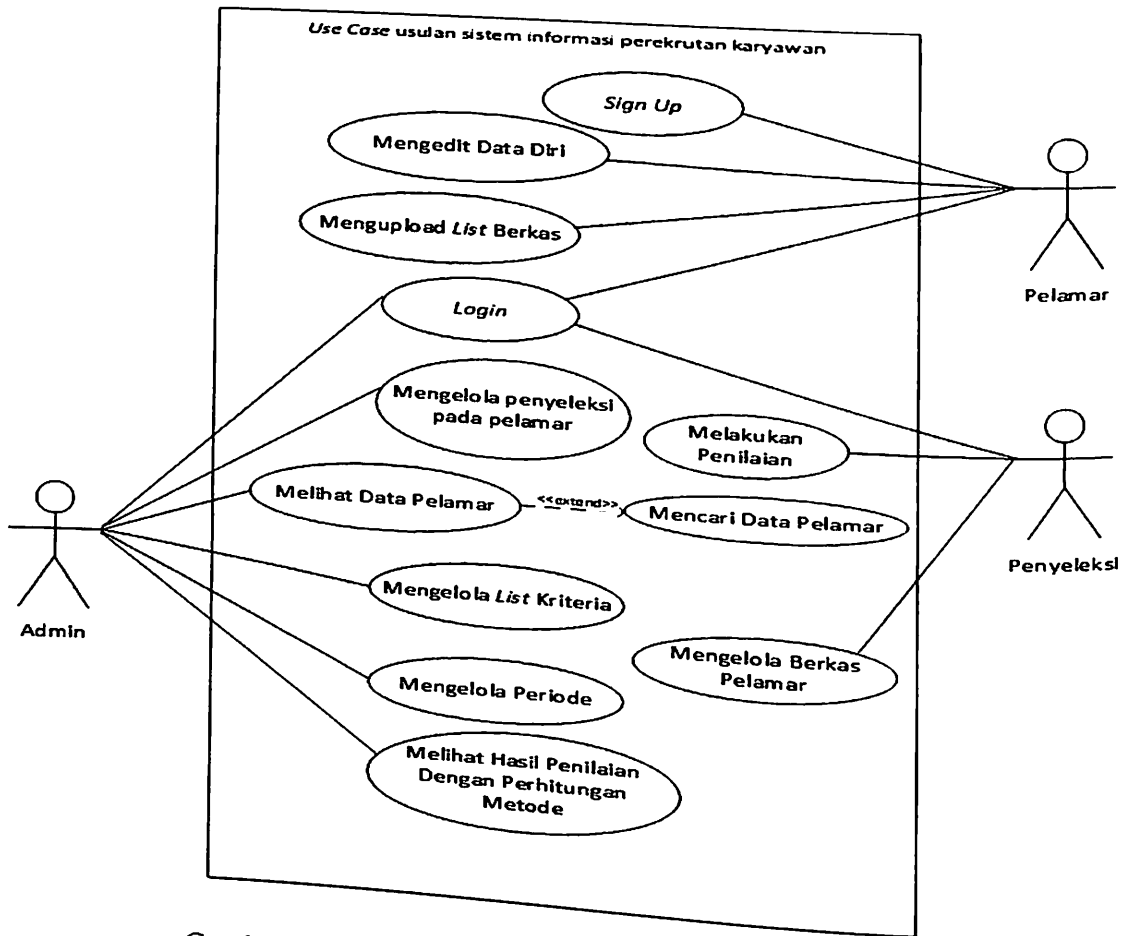 Use Case usulan sistem informasi perekrutan karyawan
Sign Up
Mengedit Data Diri
Mengupload List Berkas
Login
Pelamar
Mengelola penyeleksi
pada pelamar
Melakukan
Penilaian
Melihat Data Pelamar
<<extend>>
Mencari Data Pelamar
Penyeleksi
Admin
Mengelola List Kriteria
Mengelola Berkas
Pelamar
Mengelola Periode
Melihat Hasil Penilaian
Dengan Perhitungan
Metode